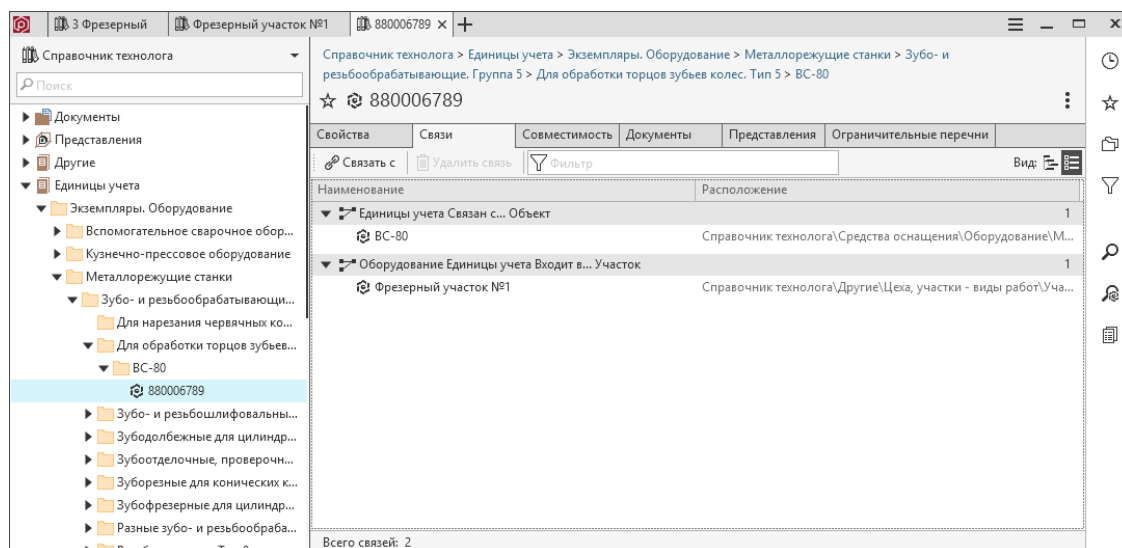 3 Фрезерный
Фрезерный участок №1
880006789
Справочник технолога
Поиск
Документы
Представления
Другие
Единицы учета
Экземпляры. Оборудование
Вспомогательное сварочное обор...
Кузнечно-прессовое оборудование
Металлорежущие станки
Зубо- и резьбообрабатывающи...
Для нарезания червячных ко...
Для обработки торцов зубьев...
ВС-80
880006789
Зубо- и резьбошлифовальны...
Зубодолбежные для цилиндр...
Зубоотделочные, проверочн...
Зуборезные для конических к...
Зубофрезерные для цилиндр...
Разные зубо- и резьбообраба...
Справочник технолога > Единицы учета > Экземпляры. Оборудование > Металлорежущие станки > Зубо- и
резьбообрабатывающие. Группа 5 > Для обработки торцов зубьев колес. Тип 5 > ВС-80
880006789
Свойства Связи Совместимость Документы Представления Ограничительные перечни
Связать с Удалить связь Фильтр Вид:
Наименование Расположение
Единицы учета Связан с... Объект 1
ВС-80 Справочник технолога\Средства оснащения\Оборудование\М...
Оборудование Единицы учета Входит в... Участок 1
Фрезерный участок №1 Справочник технолога\Другие\Цеха, участки - виды работ\Уча...
Всего связей: 2